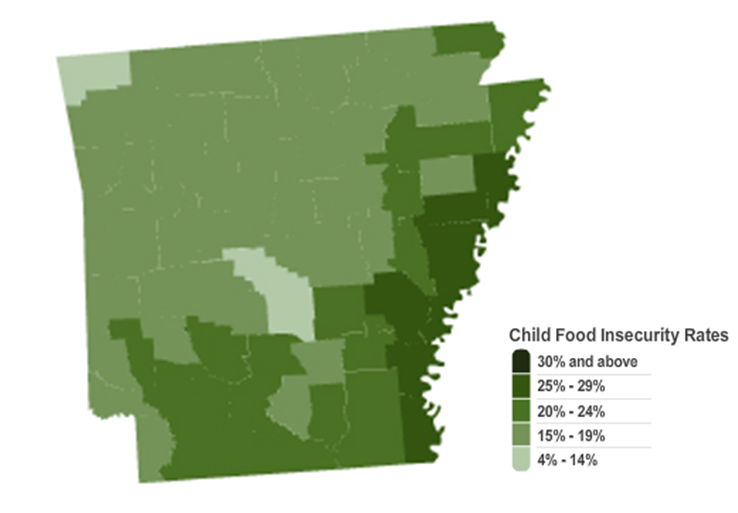 Child Food Insecurity Rates
30% and above
25% - 29%
20% - 24%
15% - 19%
4% - 14%